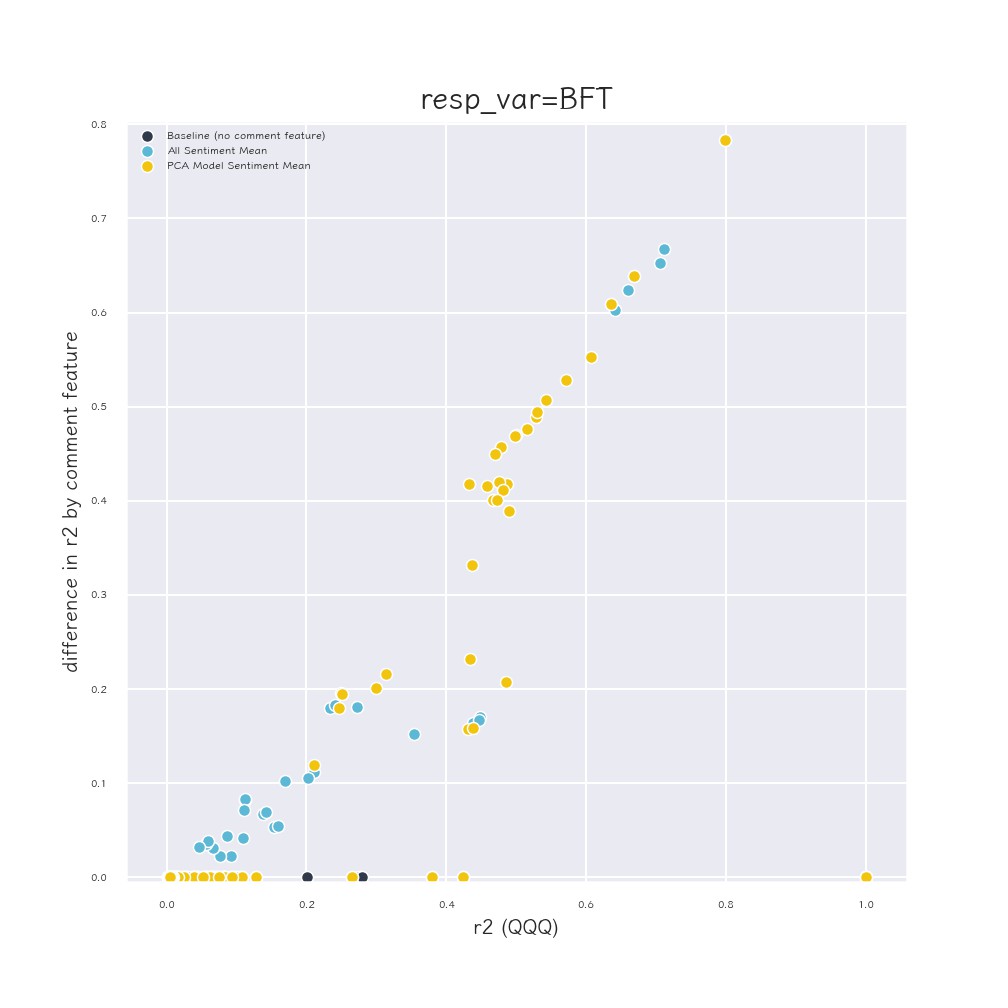 resp_var=BFT
Baseline (no comment feature)
All Sentiment Mean
PCA Model Sentiment Mean
difference in r2 by comment feature
0.8
0.7
0.6
0.5
0.4
0.3
0.2
0.1
0.0
0.0 0.2 0.4 0.6 0.8 1.0
r2 (QQQ)